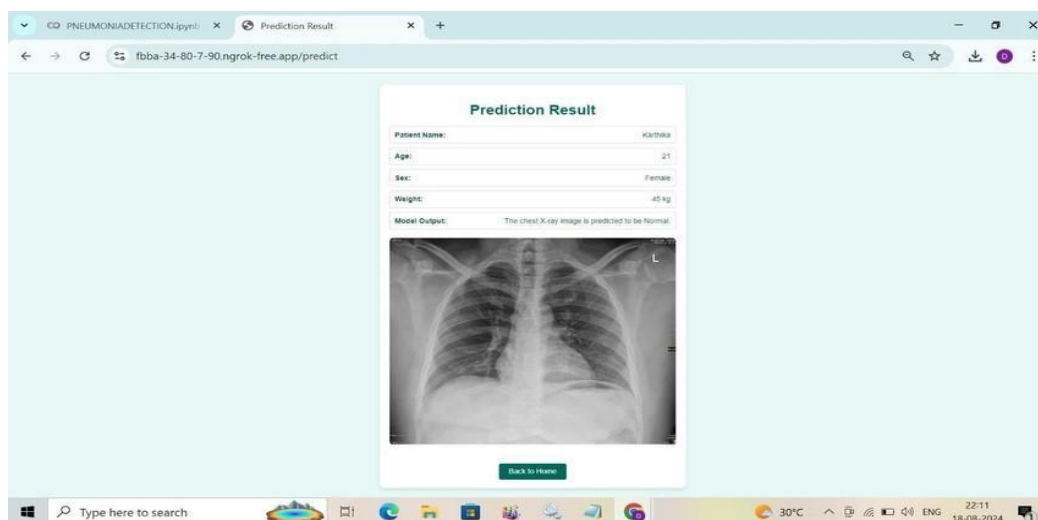 PNEUMONIADETECTION.ipynb
Prediction Result
fbba-34-80-7-90.ngrok-free.app/predict
D
Prediction Result
Patient Name: Karthika
Age: 21
Sex: Female
Weight: 45 kg
Model Output: The chest X-ray image is predicted to be Normal.
L
Back to Home
Type here to search
30°C
ENG
22:11
18-08-2024